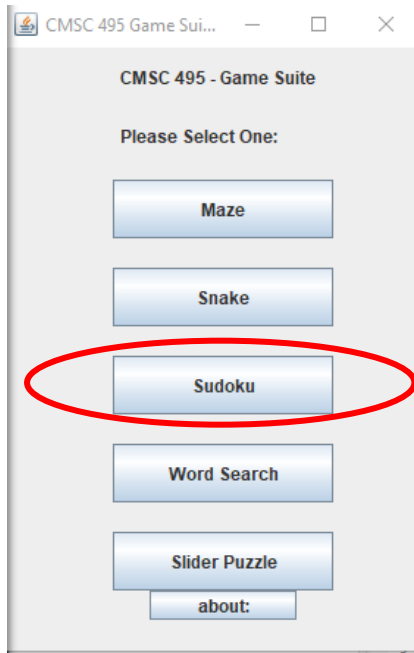 CMSC 495 Game Sui...
CMSC 495 - Game Suite
Please Select One:
Maze
Snake
Sudoku
Word Search
Slider Puzzle
about: